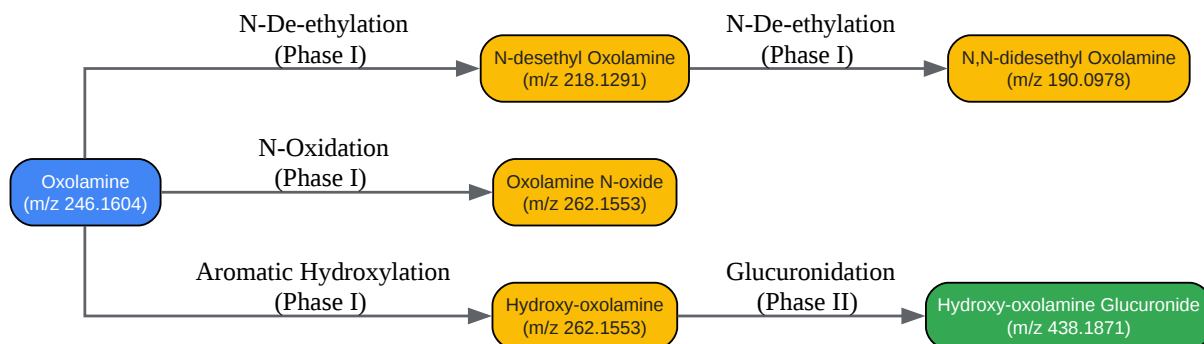 N-De-ethylation
(Phase I)
N-De-ethylation
(Phase I)
N-desethyl Oxolamine
(m/z 218.1291)
N,N-didesethyl Oxolamine
(m/z 190.0978)
N-Oxidation
(Phase I)
Oxolamine
(m/z 246.1604)
Oxolamine N-oxide
(m/z 262.1553)
Aromatic Hydroxylation
(Phase I)
Glucuronidation
(Phase II)
Hydroxy-oxolamine
(m/z 262.1553)
Hydroxy-oxolamine Glucuronide
(m/z 438.1871)